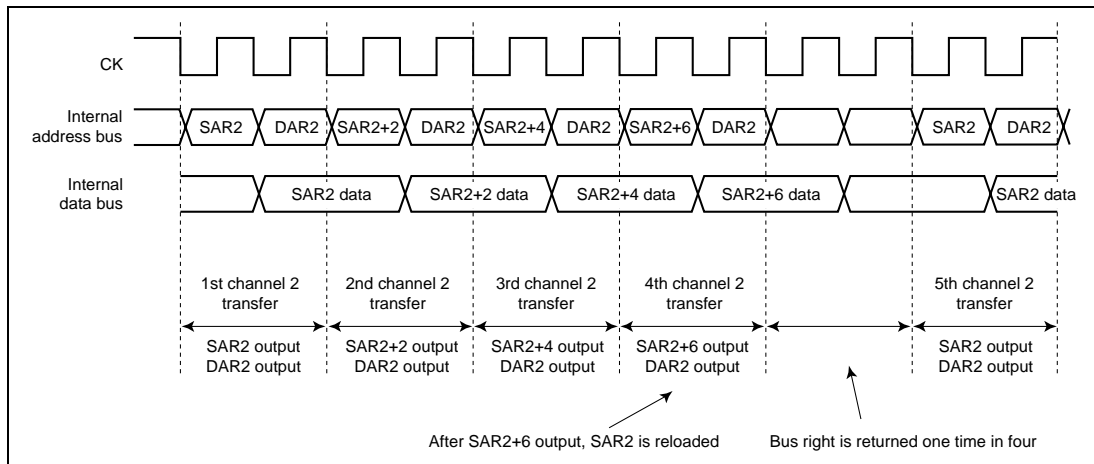 CK
Internal
address bus
SAR2 DAR2 SAR2+2 DAR2 SAR2+4 DAR2 SAR2+6 DAR2 SAR2 DAR2
Internal
data bus
SAR2 data SAR2+2 data SAR2+4 data SAR2+6 data SAR2 data
1st channel 2
transfer
2nd channel 2
transfer
3rd channel 2
transfer
4th channel 2
transfer
5th channel 2
transfer
SAR2 output
DAR2 output
SAR2+2 output
DAR2 output
SAR2+4 output
DAR2 output
SAR2+6 output
DAR2 output
SAR2 output
DAR2 output
After SAR2+6 output, SAR2 is reloaded
Bus right is returned one time in four